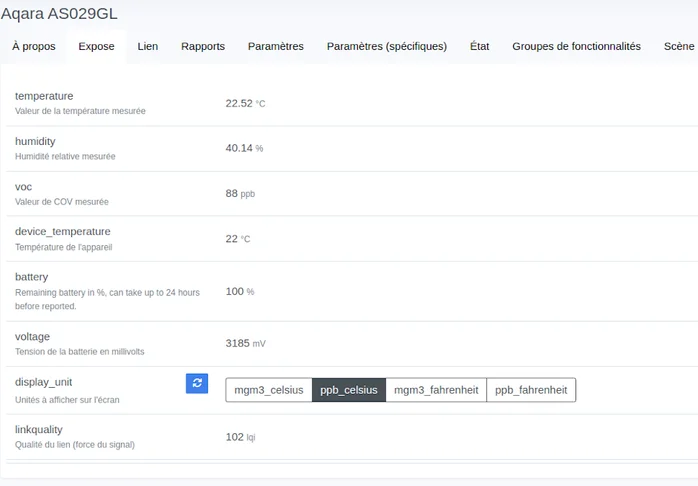 Aqara AS029GL
À propos Expose Lien Rapports Paramètres Paramètres (spécifiques) État Groupes de fonctionnalités Scène
temperature
Valeur de la température mesurée
22.52 °C
humidity
Humidité relative mesurée
40.14 %
voc
Valeur de COV mesurée
88 ppb
device_temperature
Température de l'appareil
22 °C
battery
Remaining battery in %, can take up to 24 hours
before reported.
100 %
voltage
Tension de la batterie en millivolts
3185 mV
display_unit
Unités à afficher sur l'écran
mgm3_celsius ppb_celsius mgm3_fahrenheit ppb_fahrenheit
linkquality
Qualité du lien (force du signal)
102 lqi